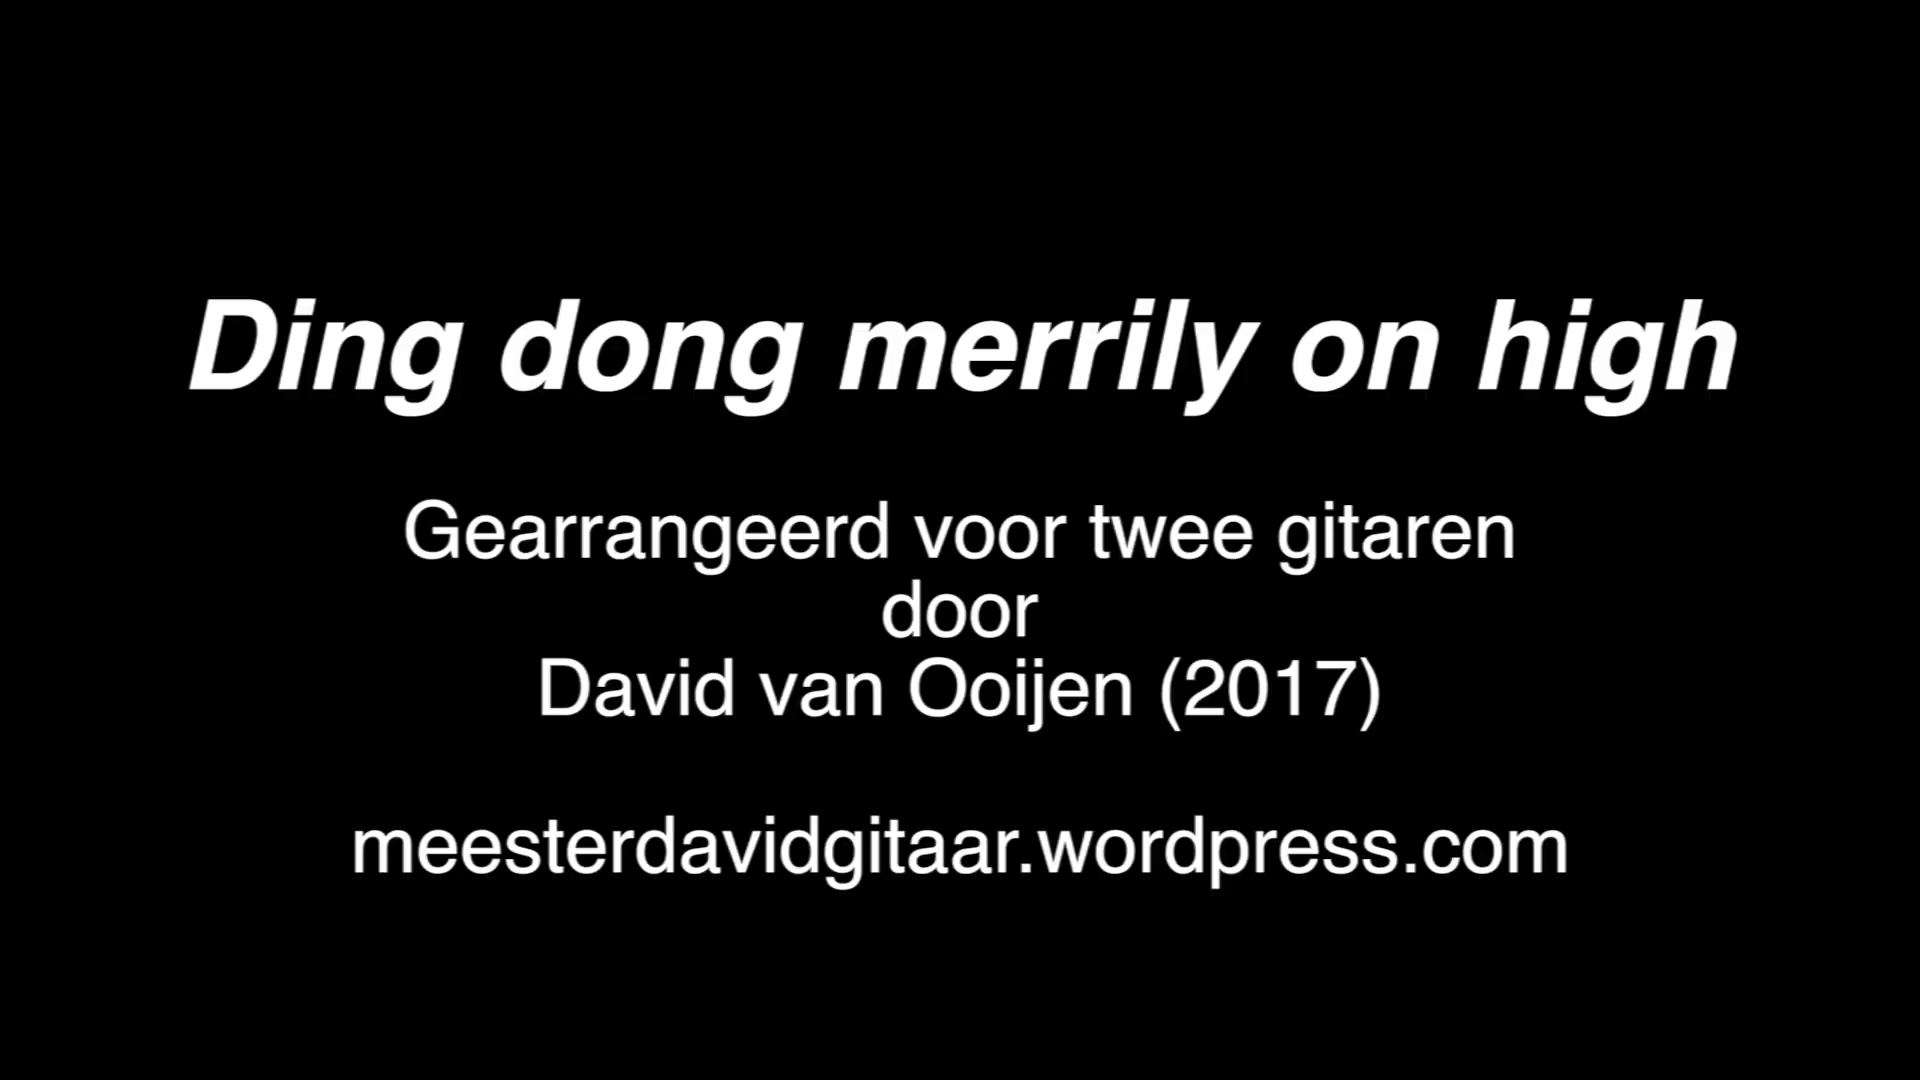 Ding dong merrily on high
Gearrangeerd voor twee gitaren
door
David van Ooijen (2017)
meesterdavidgitaar.wordpress.com